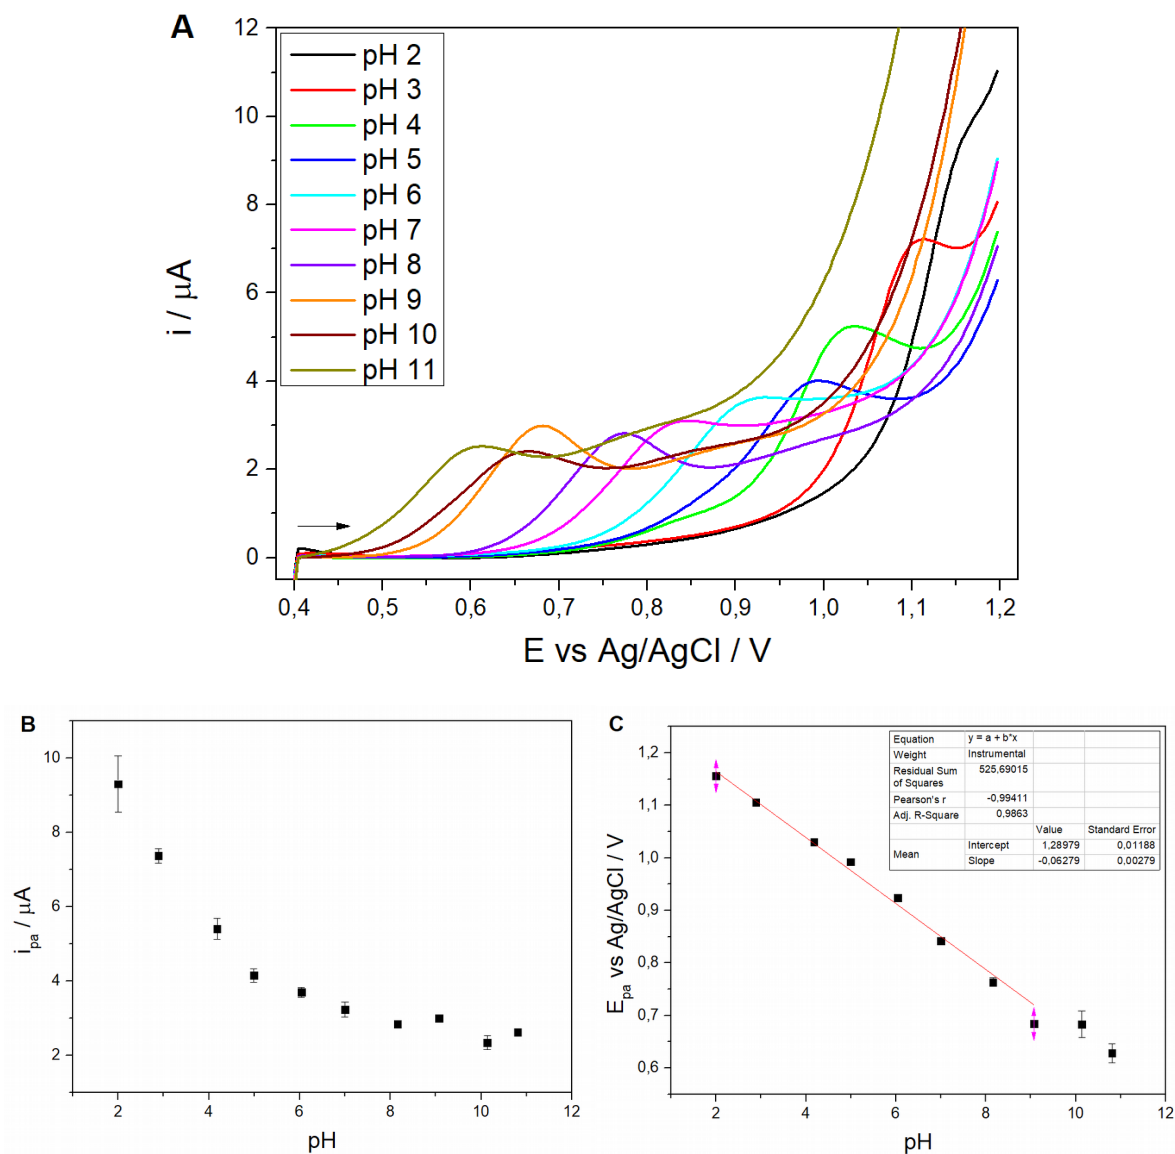 A
pH 2
pH 3
pH 4
pH 5
pH 6
pH 7
pH 8
pH 9
pH 10
pH 11
12
10
8
6
4
2
0
i / μA
0,4 0,5 0,6 0,7 0,8 0,9 1,0 1,1 1,2
E vs Ag/AgCl / V
B
10
8
6
4
2
i pa / μA
2 4 6 8 10 12
pH
C
1,2
1,1
1,0
0,9
0,8
0,7
0,6
E pa vs Ag/AgCl / V
Equation y = a + b*x
Weight Instrumental
Residual Sum of Squares 525,69015
Pearson's r -0,99411
Adj. R-Square 0,9863
Value Standard Error
Mean Intercept 1,28979 0,01188
Slope -0,06279 0,00279
2 4 6 8 10 12
pH